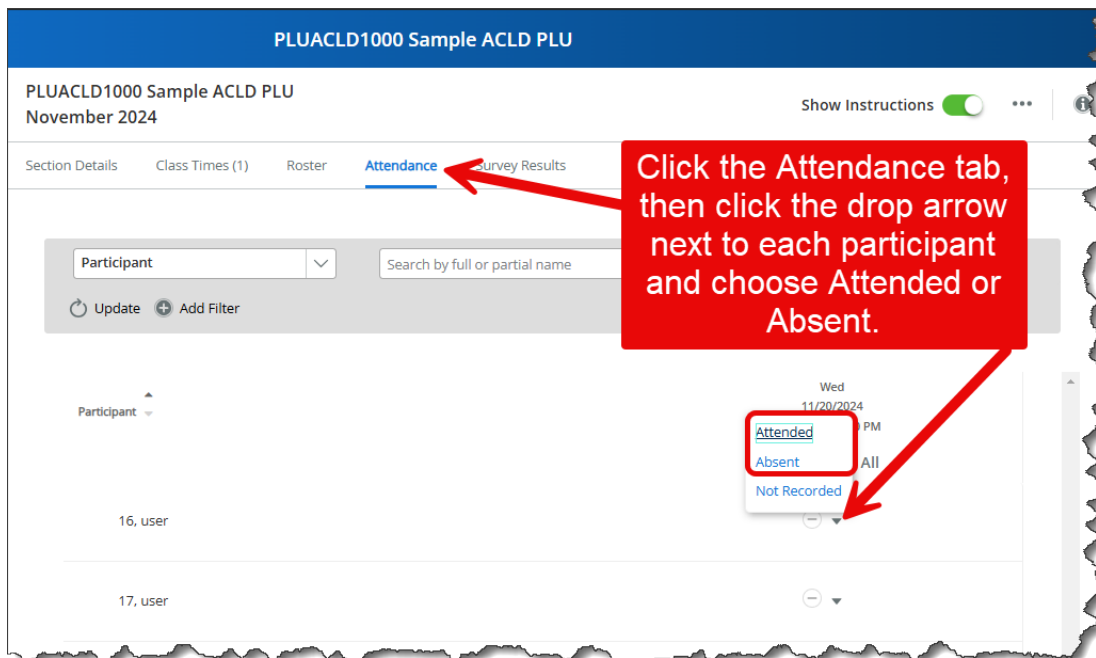 PLUACLD1000 Sample ACLD PLU
PLUACLD1000 Sample ACLD PLU
November 2024
Show Instructions
Section Details
Class Times (1)
Roster
Attendance
Survey Results
Click the Attendance tab,
then click the drop arrow
next to each participant
and choose Attended or
Absent.
Participant
Search by full or partial name
Update
Add Filter
Participant
Wed
11/20/2024
PM
Attended
Absent
All
Not Recorded
16, user
17, user